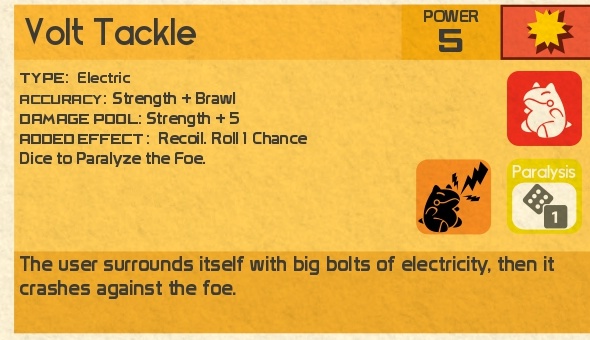 Volt Tackle
POWER
5
TYPE: Electric
ACCURACY: Strength + Brawl
DAMAGE POOL: Strength + 5
ADDED EFFECT: Recoil. Roll 1 Chance
Dice to Paralyze the Foe.
Paralysis
1
The user surrounds itself with big bolts of electricity, then it
crashes against the foe.